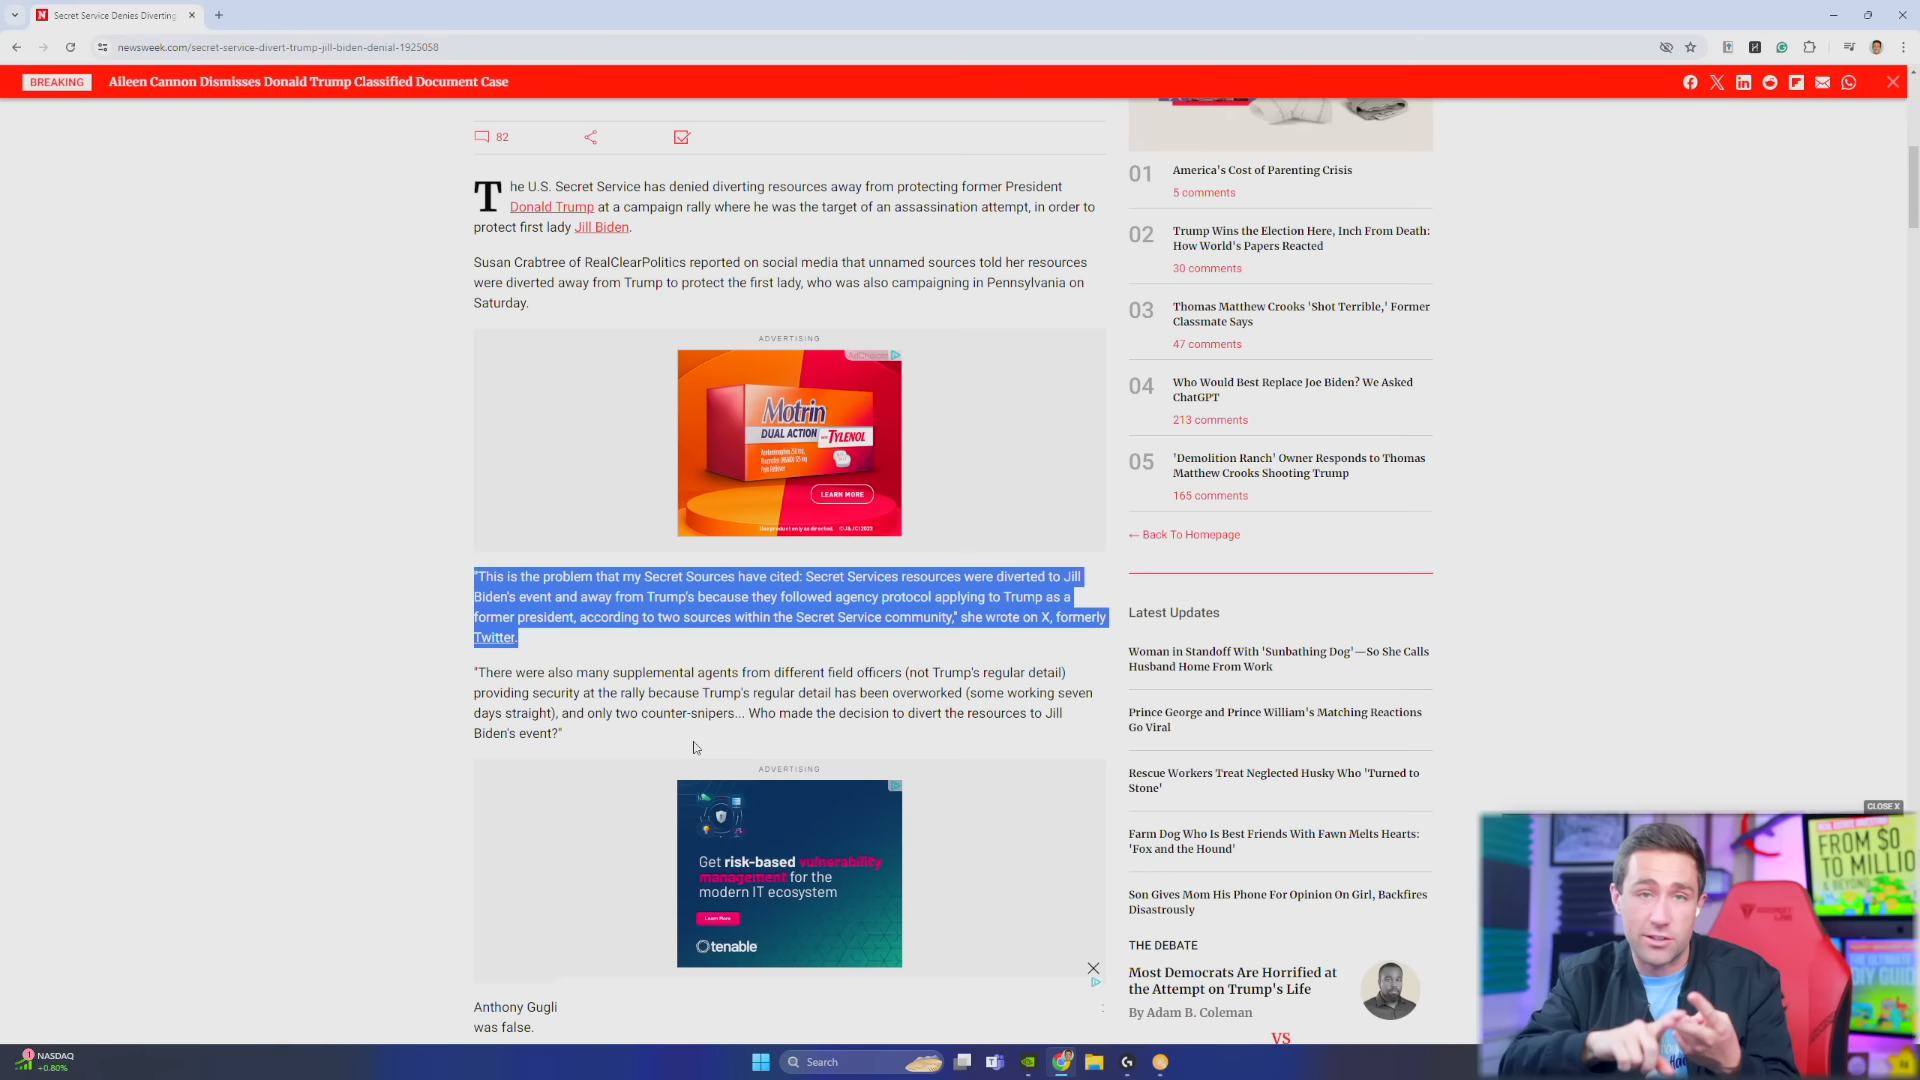 Secret Service Denies Diverting
newsweek.com/secret-service-divert-trump-jill-biden-denial-1925058
BREAKING
Aileen Cannon Dismisses Donald Trump Classified Document Case
82
The U.S. Secret Service has denied diverting resources away from protecting former President
Donald Trump at a campaign rally where he was the target of an assassination attempt, in order to
protect first lady Jill Biden.
Susan Crabtree of RealClearPolitics reported on social media that unnamed sources told her resources
were diverted away from Trump to protect the first lady, who was also campaigning in Pennsylvania on
Saturday.
ADVERTISING
AdChoices
Motrin
DUAL ACTION WITH TYLENOL
LEARN MORE
Use product only as directed. © J&JCI 2023
"This is the problem that my Secret Sources have cited: Secret Services resources were diverted to Jill
Biden's event and away from Trump's because they followed agency protocol applying to Trump as a
former president, according to two sources within the Secret Service community," she wrote on X, formerly
Twitter.
"There were also many supplemental agents from different field officers (not Trump's regular detail)
providing security at the rally because Trump's regular detail has been overworked (some working seven
days straight), and only two counter-snipers... Who made the decision to divert the resources to Jill
Biden's event?"
ADVERTISING
Get risk-based vulnerability
management for the
modern IT ecosystem
Learn More
tenable
Anthony Gugli
was false.
01
America's Cost of Parenting Crisis
5 comments
02
Trump Wins the Election Here, Inch From Death:
How World's Papers Reacted
30 comments
03
Thomas Matthew Crooks 'Shot Terrible,' Former
Classmate Says
47 comments
04
Who Would Best Replace Joe Biden? We Asked
ChatGPT
213 comments
05
'Demolition Ranch' Owner Responds to Thomas
Matthew Crooks Shooting Trump
165 comments
← Back To Homepage
Latest Updates
Woman in Standoff With 'Sunbathing Dog'—So She Calls
Husband Home From Work
Prince George and Prince William's Matching Reactions
Go Viral
Rescue Workers Treat Neglected Husky Who 'Turned to
Stone'
Farm Dog Who Is Best Friends With Fawn Melts Hearts:
'Fox and the Hound'
Son Gives Mom His Phone For Opinion On Girl, Backfires
Disastrously
THE DEBATE
Most Democrats Are Horrified at
the Attempt on Trump's Life
By Adam B. Coleman
VS
CLOSE X
FROM $0
TO MILLIO
& BEYOND
DIY GUID
1
NASDAQ
+0.80%
Search